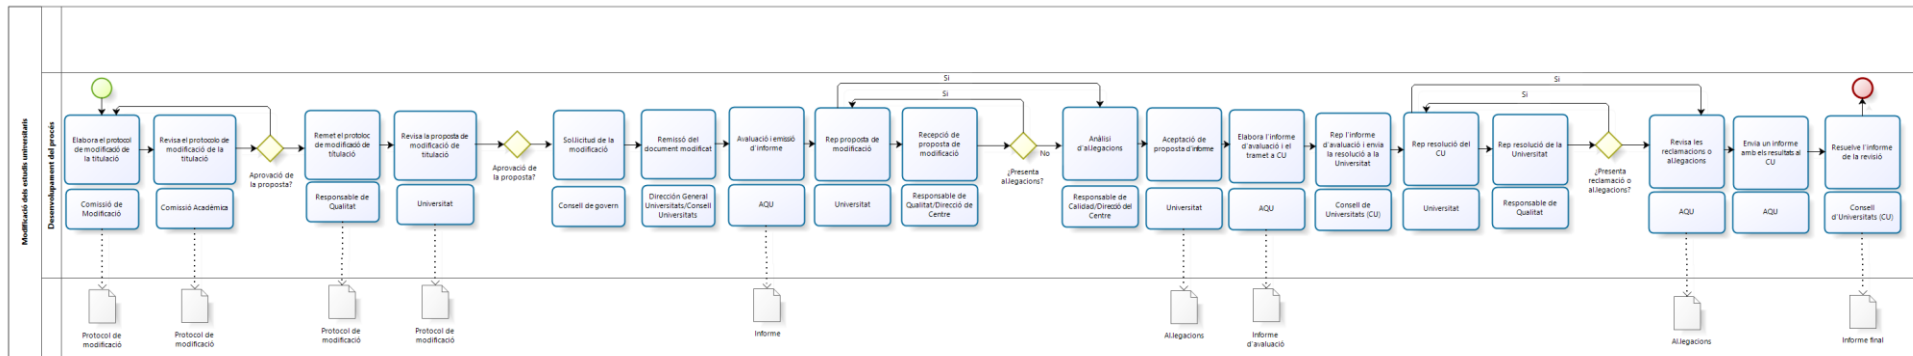 Modificació de estudis universitaris
Desenvolupament del procés
Elabora el protocol
de modificació de
la titulació
Comissió de
Modificació
Protocol de
modificació
Revisa el protocolo de
modificació de la
titulació
Comissió Acadèmica
Protocol de
modificació
Aprovació de
la proposta?
Remet el protoloc
de modificació de
titulació
Responsable de
Qualitat
Protocol de
modificació
Revisa la proposta de
modificació de
titulació
Universitat
Protocol de
modificació
Aprovació de
la proposta?
Sol.licitud de la
modificació
Consell de govern
Remissió del
document modificat
Dirección General
Universitats/Consell
Universitats
Avaluació i emissió
d'informe
AQU
Informe
Rep proposta de
modificació
Universitat
Recepció de
proposta de
modificació
Responsable de
Qualitat/Direcció de
Centre
Si
Si
No
¿Presenta
al.legacions?
Anàlisi
d'al.legacions
Responsable de
Calidad/Direcció del
Centre
Aceptació de
proposta d'informe
Universitat
Al.legacions
Elabora l'informe
d'avaluació i el
tramet a CU
AQU
Informe
d'avaluació
Rep l'informe
d'avaluació i envia
la resolució a la
Universitat
Consell de
Universitats (CU)
Rep resolució del
CU
Universitat
Rep resolució de la
Universitat
Responsable de
Qualitat
Si
Si
¿Presenta
reclamació o
al.legacions?
Revisa les
reclamacions o
al.legacions
AQU
Al.legacions
Envia un informe
amb els resultats al
CU
AQU
Resuelve l'informe
de la revisió
Consell
d'Universitats (CU)
Informe final